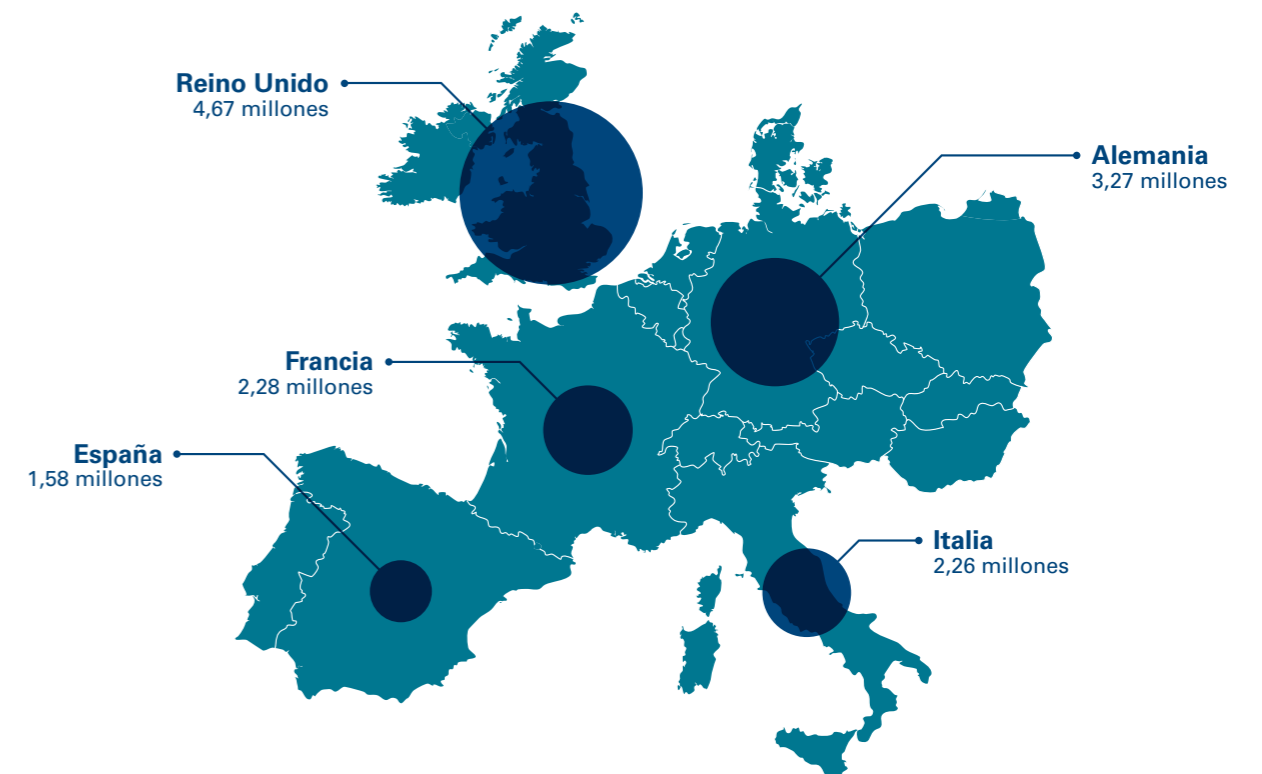 Reino Unido
4,67 millones
Alemania
3,27 millones
Francia
2,28 millones
España
1,58 millones
Italia
2,26 millones